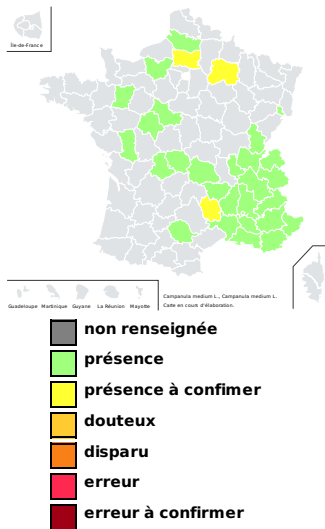 Île-de-France
Guadeloupe Martinique Guyane La Réunion Mayotte
Campanula medium L., Campanula medium L.
Carte en cours d'élaboration.
non renseignée
présence
présence à confimer
douteux
disparu
erreur
erreur à confirmer